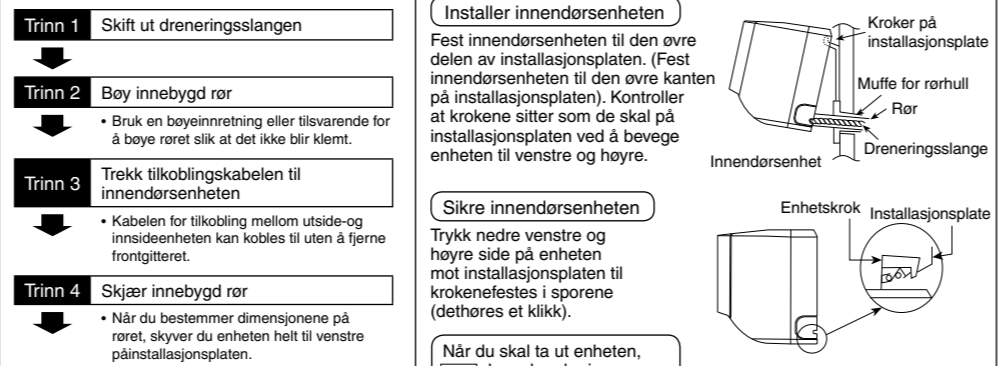 Trinn 1 Skift ut dreneringsslangen
Trinn 2 Bøy innebygd rør
• Bruk en bøyeinnretning eller tilsvarende for
å bøye røret slik at det ikke blir klemt.
Trinn 3 Trekk tilkoblingskabelen til
innendørsenheten
• Kabelen for tilkobling mellom utside-og
innsideenheten kan kobles til uten å fjerne
frontgitteret.
Trinn 4 Skjær innebygd rør
• Når du bestemmer dimensjonene på
røret, skyver du enheten helt til venstre
påinstallasjonsplaten.
Installer innendørsenheten
Fest innendørsenheten til den øvre
delen av installasjonsplaten. (Fest
innendørsenheten til den øvre kanten
på installasjonsplaten). Kontroller
at krokene sitter som de skal på
installasjonsplaten ved å bevege
enheten til venstre og høyre.
Kroker på
installasjonsplate
Muffe for rørhull
Rør
Dreneringsslange
Innendørsenhet
Sikre innendørsenheten
Trykk nedre venstre og
høyre side på enheten
mot installasjonsplaten til
krokenefestes i sporene
(dethøres et klikk).
Enhetskrok
Installasjonsplate
Når du skal ta ut enheten,